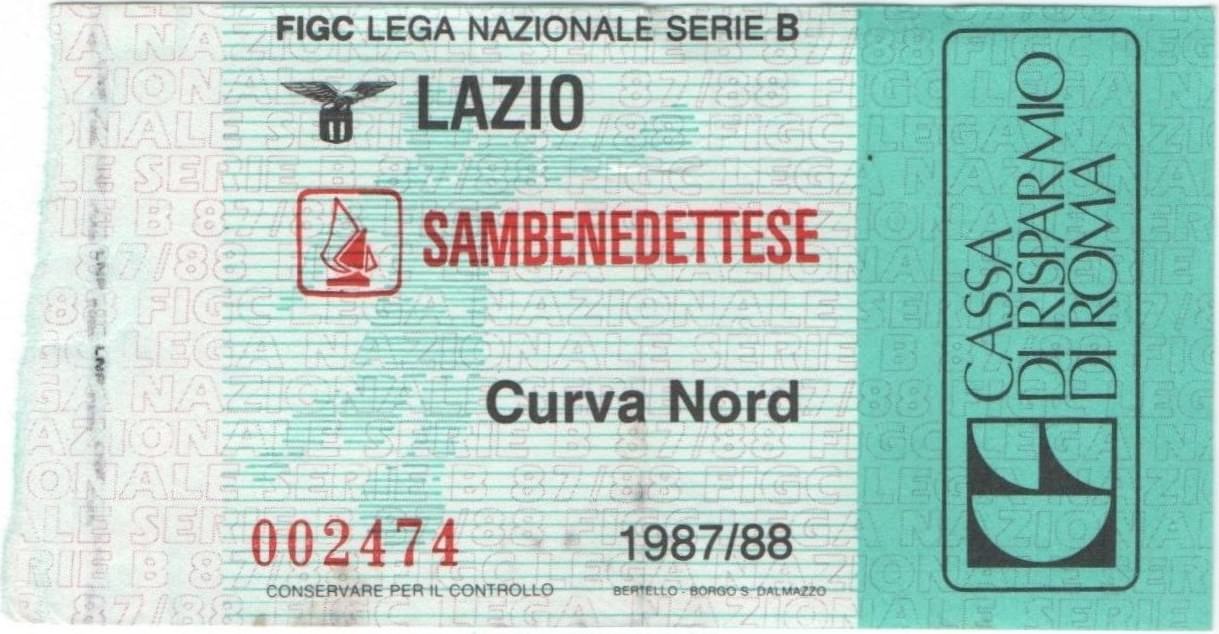 FIGC LEGA NAZIONALE SERIE B
LAZIO
SAMBENEDETTESE
Curva Nord
002474
1987/88
CONSERVARE PER IL CONTROLLO
BERTELLO - BORGO S. DALMAZZO
CASSA
DI RISPARMIO
DI ROMA